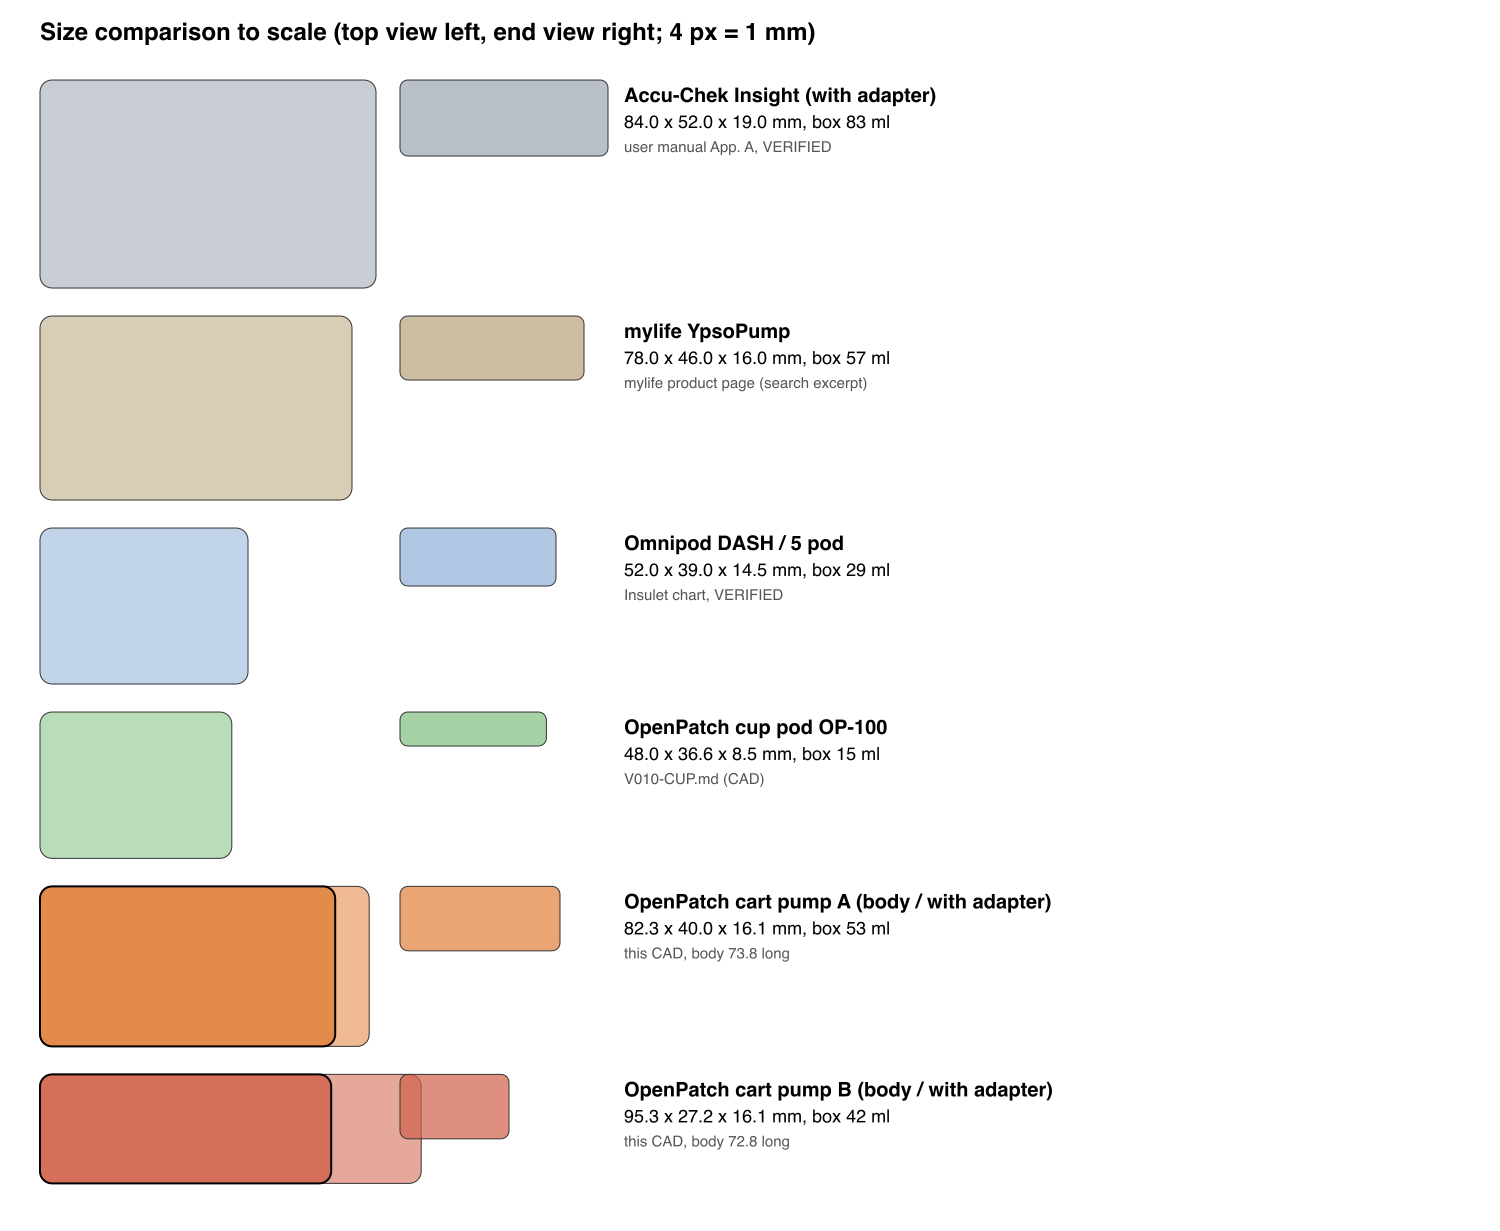 Size comparison to scale (top view left, end view right; 4 px = 1 mm)
Accu-Chek Insight (with adapter)
84.0 x 52.0 x 19.0 mm, box 83 ml
user manual App. A, VERIFIED
mylife YpsoPump
78.0 x 46.0 x 16.0 mm, box 57 ml
mylife product page (search excerpt)
Omnipod DASH / 5 pod
52.0 x 39.0 x 14.5 mm, box 29 ml
Insulet chart, VERIFIED
OpenPatch cup pod OP-100
48.0 x 36.6 x 8.5 mm, box 15 ml
V010-CUP.md (CAD)
OpenPatch cart pump A (body / with adapter)
82.3 x 40.0 x 16.1 mm, box 53 ml
this CAD, body 73.8 long
OpenPatch cart pump B (body / with adapter)
95.3 x 27.2 x 16.1 mm, box 42 ml
this CAD, body 72.8 long